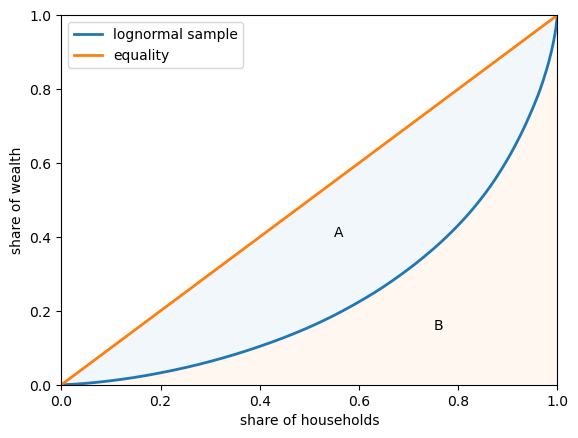 lognormal sample
equality
1.0
0.8
0.6
0.4
0.2
0.0
share of wealth
A
B
0.0 0.2 0.4 0.6 0.8 1.0
share of households